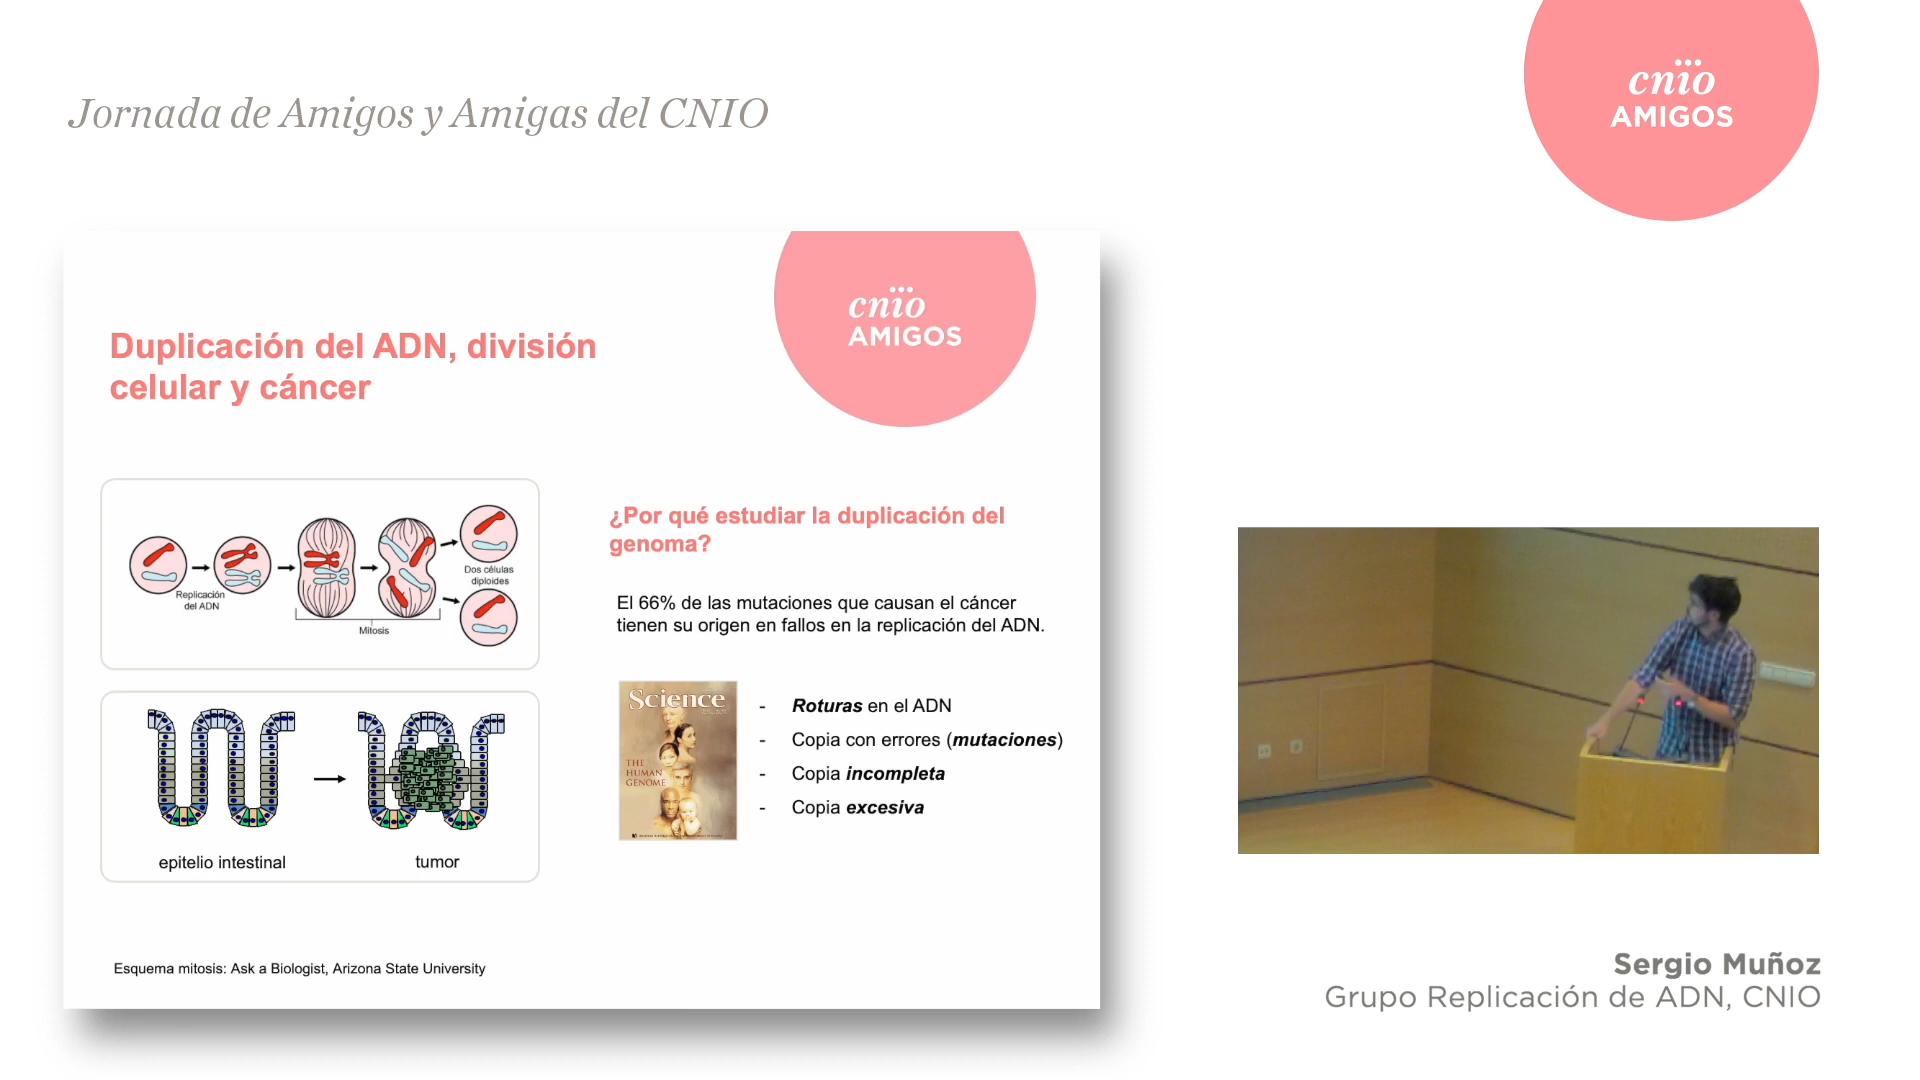 Jornada de Amigos y Amigas del CNIO
cnio
AMIGOS
cnio
AMIGOS
Duplicación del ADN, división
celular y cáncer
Replicación
del ADN
Mitosis
Dos células
diploides
epitelio intestinal
tumor
¿Por qué estudiar la duplicación del
genoma?
El 66% de las mutaciones que causan el cáncer
tienen su origen en fallos en la replicación del ADN.
Science
THE
HUMAN
GENOME
- Roturas en el ADN
- Copia con errores (mutaciones)
- Copia incompleta
- Copia excesiva
Esquema mitosis: Ask a Biologist, Arizona State University
Sergio Muñoz
Grupo Replicación de ADN, CNIO